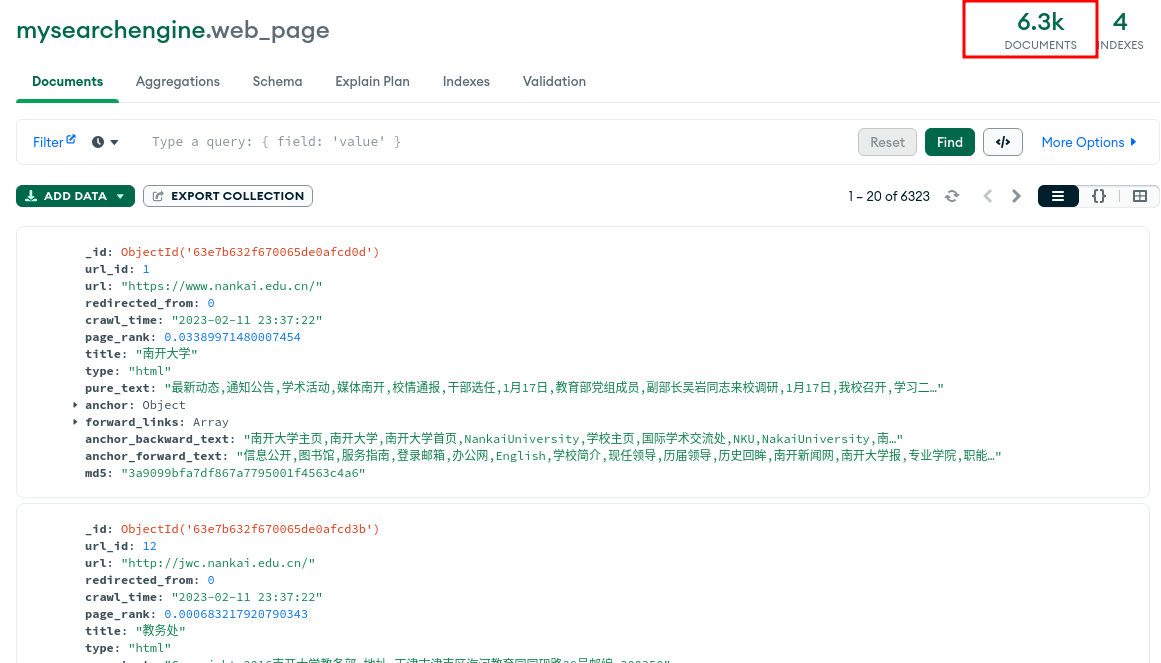 mysearchengine.web_page
6.3k
DOCUMENTS
4
INDEXES
Documents Aggregations Schema Explain Plan Indexes Validation
Filter Type a query: { field: 'value' } Reset Find </> More Options
ADD DATA EXPORT COLLECTION 1 – 20 of 6323 {}
_id: ObjectId('63e7b632f670065de0afcd0d')
url_id: 1
url: "https://www.nankai.edu.cn/"
redirected_from: 0
crawl_time: "2023-02-11 23:37:22"
page_rank: 0.03389971480007454
title: "南开大学"
type: "html"
pure_text: "最新动态,通知公告,学术活动,媒体南开,校情通报,干部选任,1月17日,教育部党组成员,副部长吴岩同志来校调研,1月17日,我校召开,学习二…"
anchor: Object
forward_links: Array
anchor_backward_text: "南开大学主页,南开大学,南开大学首页,NankaiUniversity,学校主页,国际学术交流处,NKU,NakaiUniversity,南…"
anchor_forward_text: "信息公开,图书馆,服务指南,登录邮箱,办公网,English,学校简介,现任领导,历届领导,历史回眸,南开新闻网,南开大学报,专业学院,职能…"
md5: "3a9099bfa7df867a7795001f4563c4a6"
_id: ObjectId('63e7b632f670065de0afcd3b')
url_id: 12
url: "http://jwc.nankai.edu.cn/"
redirected_from: 0
crawl_time: "2023-02-11 23:37:22"
page_rank: 0.000683217920790343
title: "教务处"
type: "html"